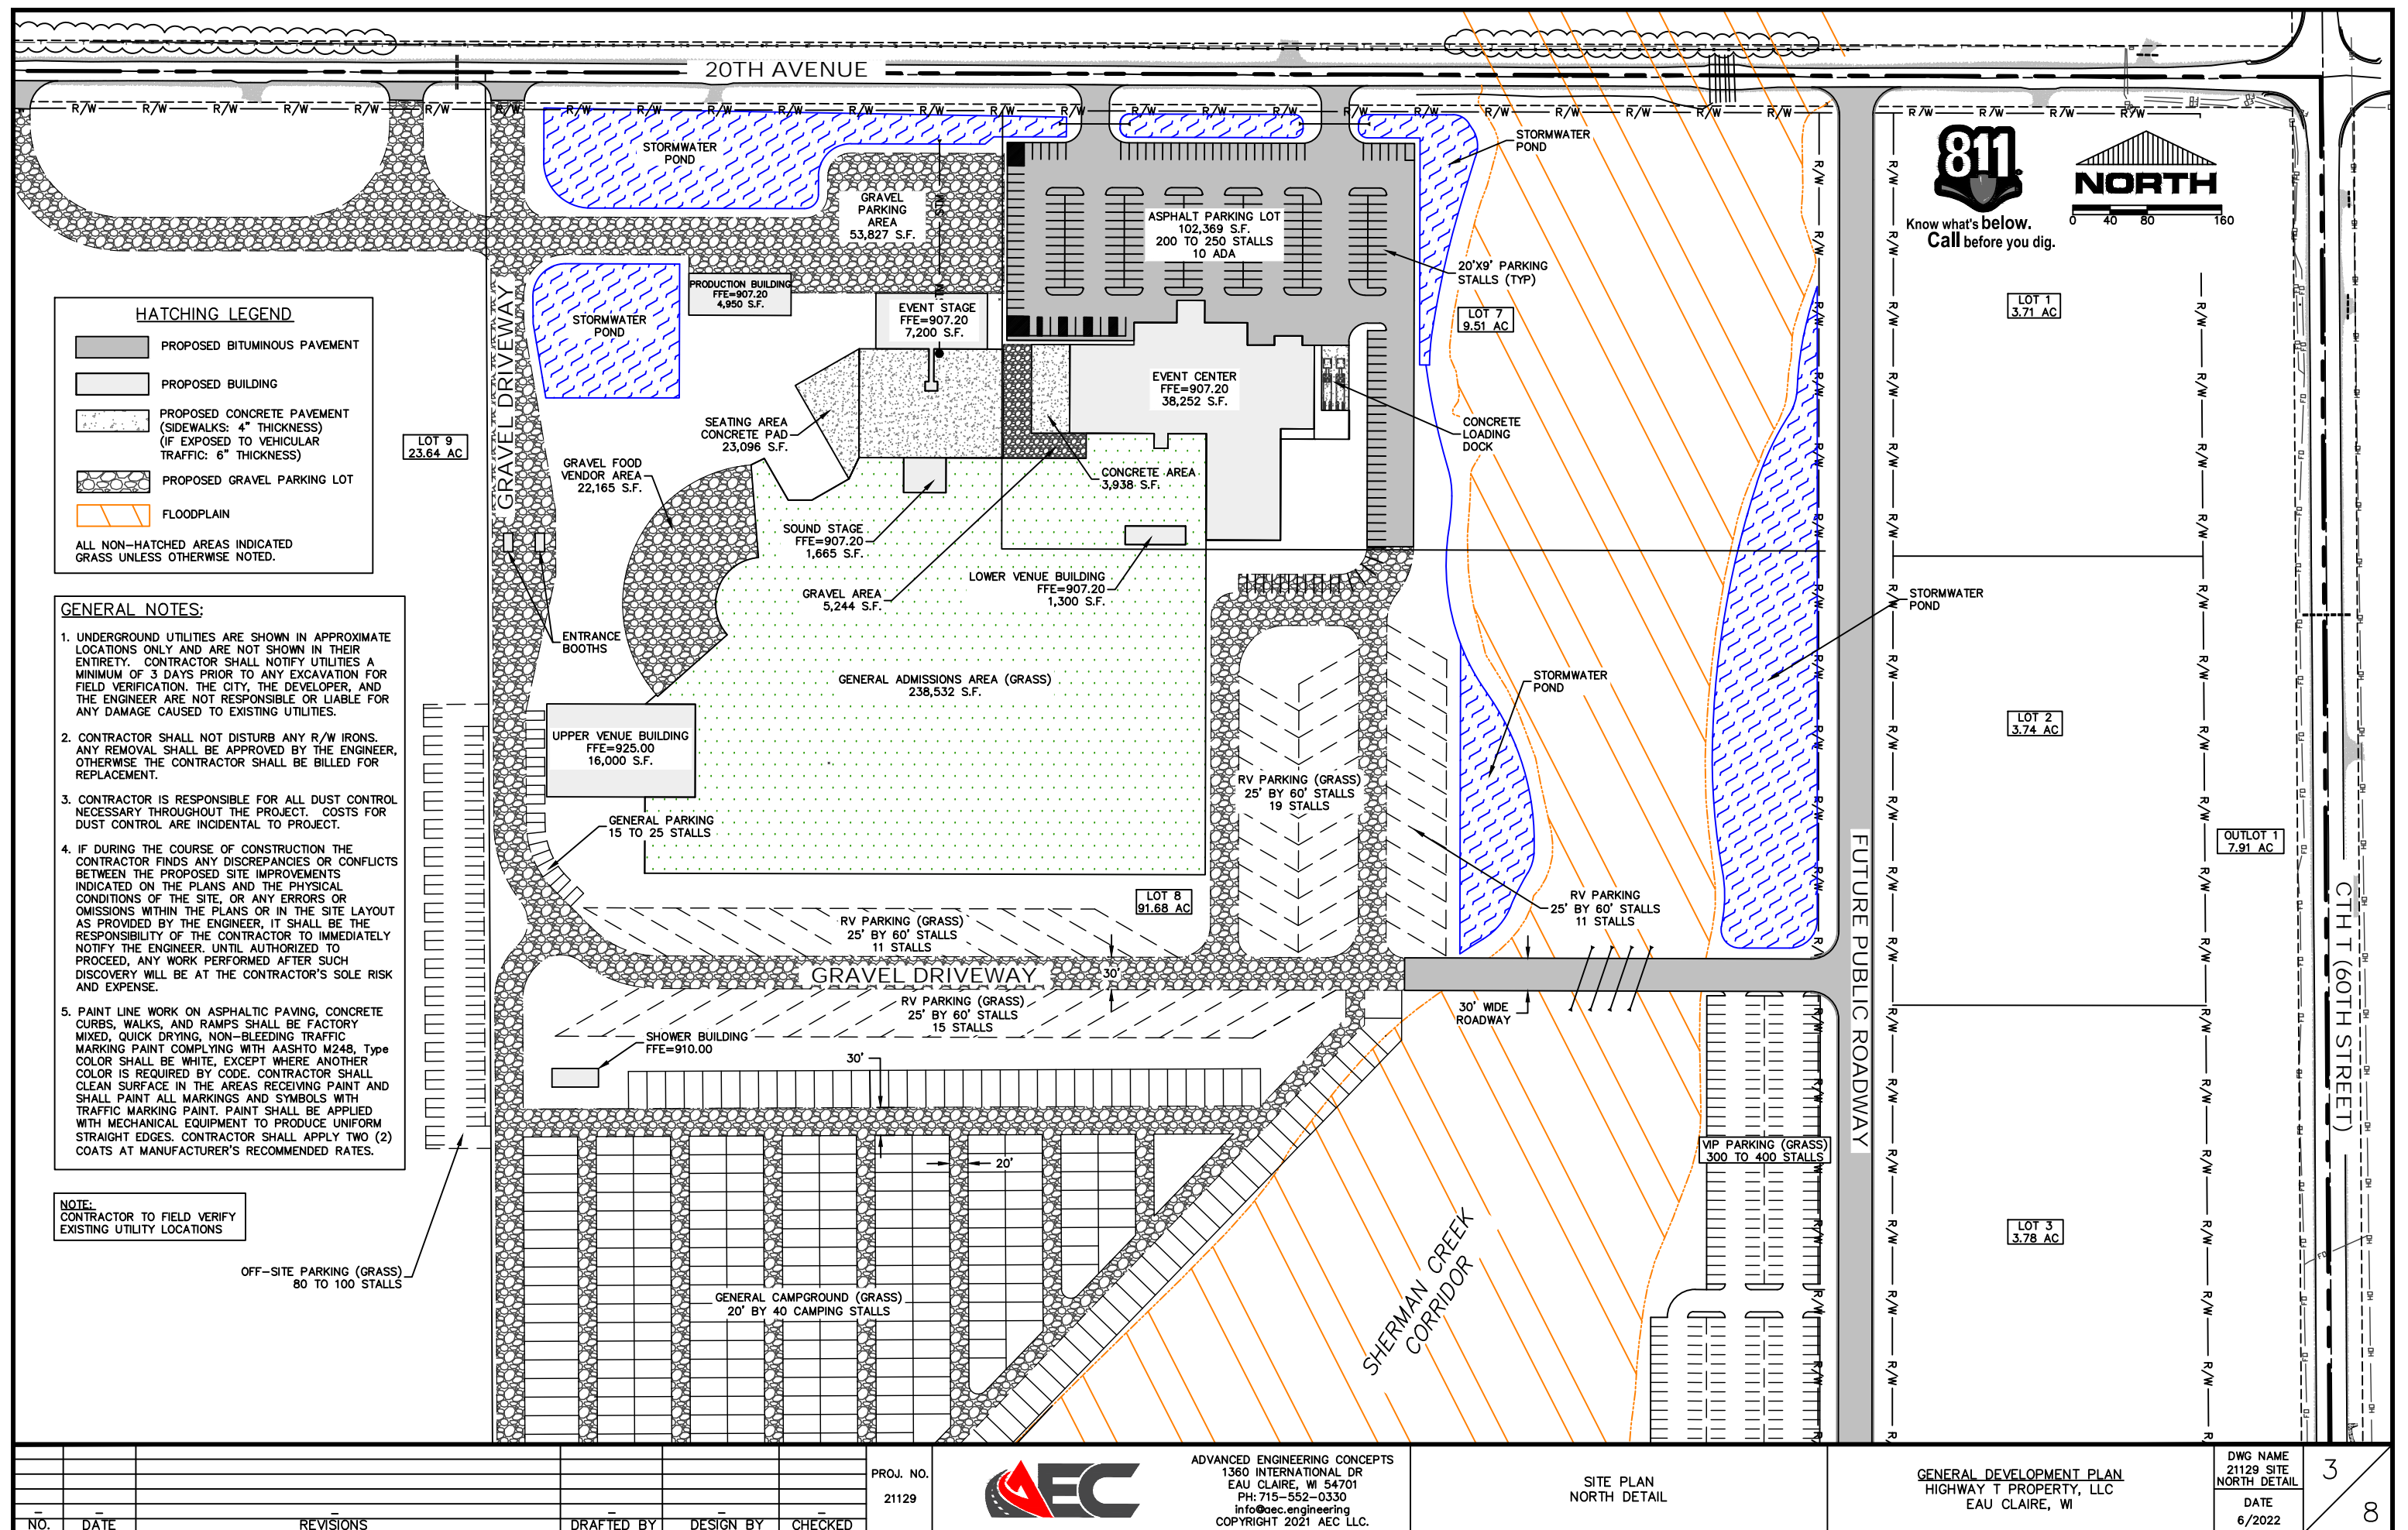 20TH AVENUE
R/W R/W R/W R/W R/W R/W R/W R/W R/W R/W R/W R/W R/W R/W R/W R/W R/W R/W R/W R/W R/W R/W R/W R/W R/W R/W R/W R/W R/W
STORMWATER
POND
GRAVEL
PARKING
AREA
53,827 S.F.
ASPHALT PARKING LOT
102,369 S.F.
200 TO 250 STALLS
10 ADA
STORMWATER
POND
20'X9' PARKING
STALLS (TYP)
811
Know what's below.
Call before you dig.
NORTH
0 40 80 160
LOT 1
3.71 AC
LOT 7
9.51 AC
HATCHING LEGEND
PROPOSED BITUMINOUS PAVEMENT
PROPOSED BUILDING
PROPOSED CONCRETE PAVEMENT
(SIDEWALKS: 4" THICKNESS)
(IF EXPOSED TO VEHICULAR
TRAFFIC: 6" THICKNESS)
PROPOSED GRAVEL PARKING LOT
FLOODPLAIN
ALL NON-HATCHED AREAS INDICATED
GRASS UNLESS OTHERWISE NOTED.
LOT 9
23.64 AC
GRAVEL DRIVEWAY
STORMWATER
POND
PRODUCTION BUILDING
FFE=907.20
4,950 S.F.
STM
EVENT STAGE
FFE=907.20
7,200 S.F.
EVENT CENTER
FFE=907.20
38,252 S.F.
SEATING AREA
CONCRETE PAD
23,096 S.F.
GRAVEL FOOD
VENDOR AREA
22,165 S.F.
CONCRETE
LOADING
DOCK
CONCRETE AREA
3,938 S.F.
SOUND STAGE
FFE=907.20
1,665 S.F.
LOWER VENUE BUILDING
FFE=907.20
1,300 S.F.
GRAVEL AREA
5,244 S.F.
ENTRANCE
BOOTHS
STORMWATER
POND
GENERAL NOTES:
1. UNDERGROUND UTILITIES ARE SHOWN IN APPROXIMATE
LOCATIONS ONLY AND ARE NOT SHOWN IN THEIR
ENTIRETY. CONTRACTOR SHALL NOTIFY UTILITIES A
MINIMUM OF 3 DAYS PRIOR TO ANY EXCAVATION FOR
FIELD VERIFICATION. THE CITY, THE DEVELOPER, AND
THE ENGINEER ARE NOT RESPONSIBLE OR LIABLE FOR
ANY DAMAGE CAUSED TO EXISTING UTILITIES.
2. CONTRACTOR SHALL NOT DISTURB ANY R/W IRONS.
ANY REMOVAL SHALL BE APPROVED BY THE ENGINEER,
OTHERWISE THE CONTRACTOR SHALL BE BILLED FOR
REPLACEMENT.
3. CONTRACTOR IS RESPONSIBLE FOR ALL DUST CONTROL
NECESSARY THROUGHOUT THE PROJECT. COSTS FOR
DUST CONTROL ARE INCIDENTAL TO PROJECT.
4. IF DURING THE COURSE OF CONSTRUCTION THE
CONTRACTOR FINDS ANY DISCREPANCIES OR CONFLICTS
BETWEEN THE PROPOSED SITE IMPROVEMENTS
INDICATED ON THE PLANS AND THE PHYSICAL
CONDITIONS OF THE SITE, OR ANY ERRORS OR
OMISSIONS WITHIN THE PLANS OR IN THE SITE LAYOUT
AS PROVIDED BY THE ENGINEER, IT SHALL BE THE
RESPONSIBILITY OF THE CONTRACTOR TO IMMEDIATELY
NOTIFY THE ENGINEER. UNTIL AUTHORIZED TO
PROCEED, ANY WORK PERFORMED AFTER SUCH
DISCOVERY WILL BE AT THE CONTRACTOR'S SOLE RISK
AND EXPENSE.
5. PAINT LINE WORK ON ASPHALTIC PAVING, CONCRETE
CURBS, WALKS, AND RAMPS SHALL BE FACTORY
MIXED, QUICK DRYING, NON-BLEEDING TRAFFIC
MARKING PAINT COMPLYING WITH AASHTO M248, Type
COLOR SHALL BE WHITE, EXCEPT WHERE ANOTHER
COLOR IS REQUIRED BY CODE. CONTRACTOR SHALL
CLEAN SURFACE IN THE AREAS RECEIVING PAINT AND
SHALL PAINT ALL MARKINGS AND SYMBOLS WITH
TRAFFIC MARKING PAINT. PAINT SHALL BE APPLIED
WITH MECHANICAL EQUIPMENT TO PRODUCE UNIFORM
STRAIGHT EDGES. CONTRACTOR SHALL APPLY TWO (2)
COATS AT MANUFACTURER'S RECOMMENDED RATES.
GENERAL ADMISSIONS AREA (GRASS)
238,532 S.F.
STORMWATER
POND
LOT 2
3.74 AC
UPPER VENUE BUILDING
FFE=925.00
16,000 S.F.
GENERAL PARKING
15 TO 25 STALLS
RV PARKING (GRASS)
25' BY 60' STALLS
19 STALLS
OUTLOT 1
7.91 AC
LOT 8
91.68 AC
RV PARKING
25' BY 60' STALLS
11 STALLS
RV PARKING (GRASS)
25' BY 60' STALLS
11 STALLS
FUTURE PUBLIC ROADWAY
CTH T (60TH STREET)
GRAVEL DRIVEWAY
30'
RV PARKING (GRASS)
25' BY 60' STALLS
15 STALLS
30' WIDE
ROADWAY
SHOWER BUILDING
FFE=910.00
30'
20'
VIP PARKING (GRASS)
300 TO 400 STALLS
NOTE:
CONTRACTOR TO FIELD VERIFY
EXISTING UTILITY LOCATIONS
OFF-SITE PARKING (GRASS)
80 TO 100 STALLS
GENERAL CAMPGROUND (GRASS)
20' BY 40 CAMPING STALLS
SHERMAN CREEK
CORRIDOR
LOT 3
3.78 AC
NO. DATE REVISIONS DRAFTED BY DESIGN BY CHECKED
PROJ. NO.
21129
AEC
ADVANCED ENGINEERING CONCEPTS
1360 INTERNATIONAL DR
EAU CLAIRE, WI 54701
PH: 715-552-0330
info@aec.engineering
COPYRIGHT 2021 AEC LLC.
SITE PLAN
NORTH DETAIL
GENERAL DEVELOPMENT PLAN
HIGHWAY T PROPERTY, LLC
EAU CLAIRE, WI
DWG NAME
21129 SITE
NORTH DETAIL
DATE
6/2022
3
8